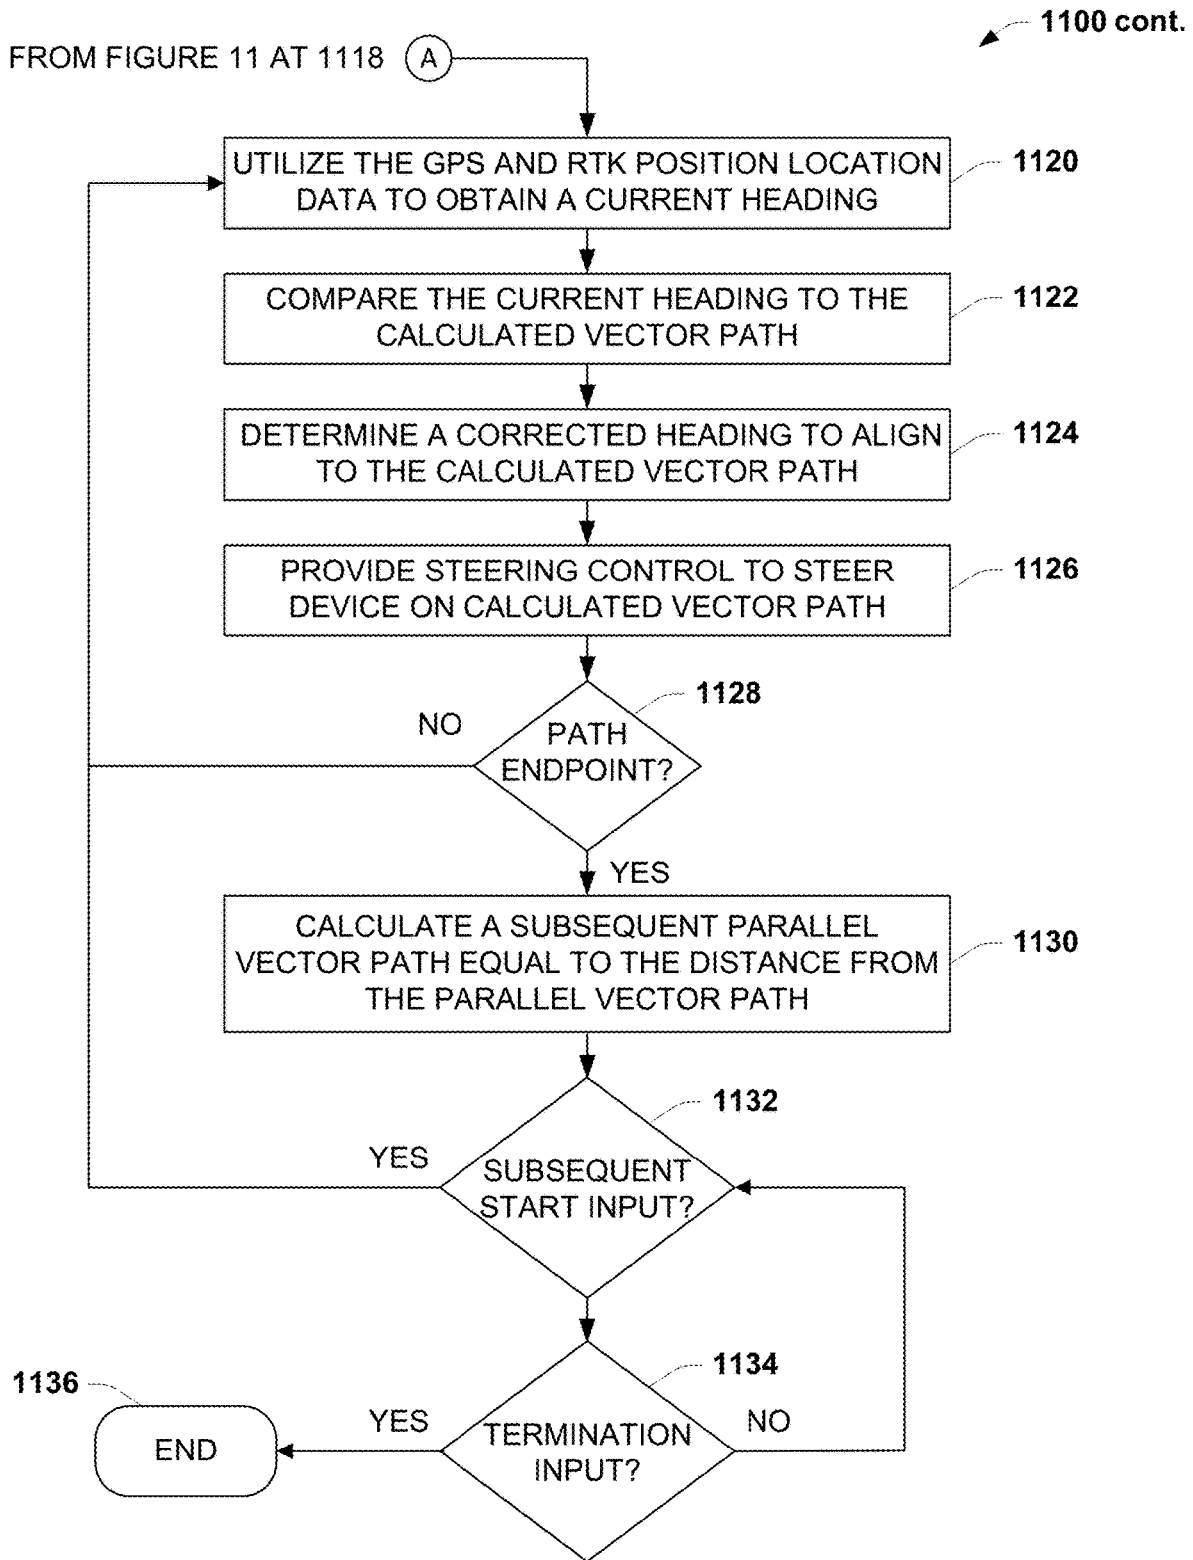 1100 cont.
FROM FIGURE 11 AT 1118 A
UTILIZE THE GPS AND RTK POSITION LOCATION
DATA TO OBTAIN A CURRENT HEADING
1120
COMPARE THE CURRENT HEADING TO THE
CALCULATED VECTOR PATH
1122
DETERMINE A CORRECTED HEADING TO ALIGN
TO THE CALCULATED VECTOR PATH
1124
PROVIDE STEERING CONTROL TO STEER
DEVICE ON CALCULATED VECTOR PATH
1126
1128
NO
PATH
ENDPOINT?
YES
CALCULATE A SUBSEQUENT PARALLEL
VECTOR PATH EQUAL TO THE DISTANCE FROM
THE PARALLEL VECTOR PATH
1130
1132
YES
SUBSEQUENT
START INPUT?
1134
1136
YES
NO
TERMINATION
INPUT?
END